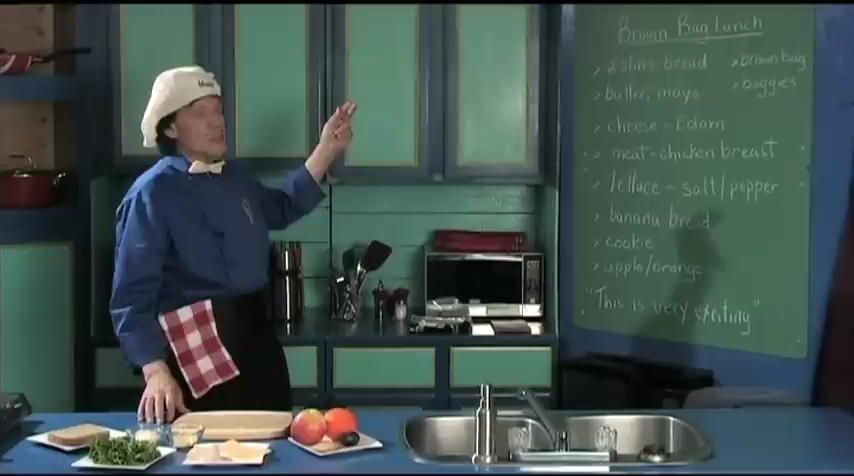 Brown Bag Lunch
> 2 slices bread > brown bag
> butter, mayo > baggies
> cheese - Edam
> meat - chicken breast
> lettuce - salt/pepper
> banana bread
> cookie
> apple/orange
"This is very exciting"